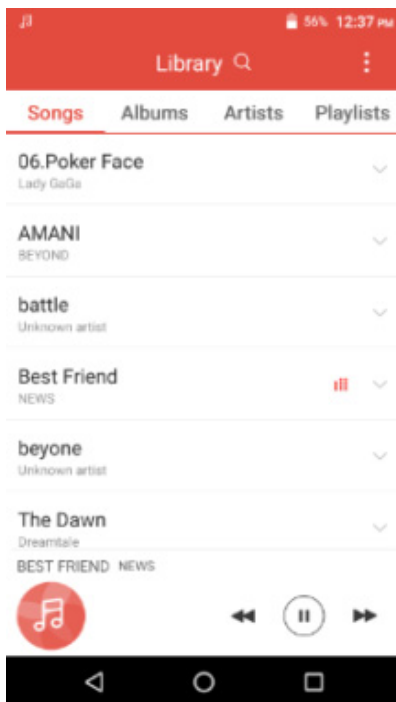 56% 12:37 PM
Library
Songs Albums Artists Playlists
06.Poker Face
Lady GaGa
AMANI
BEYOND
battle
Unknown artist
Best Friend
NEWS
beyone
Unknown artist
The Dawn
Dreamtale
BEST FRIEND NEWS